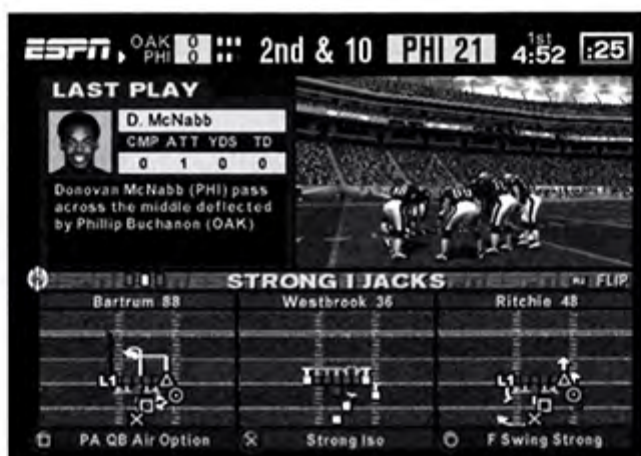 ESPN OAK 0 2nd & 10 PHI 21 1st :25
PHI 0 4:52
LAST PLAY
D. McNabb
CMP ATT YDS TD
0 1 0 0
Donovan McNabb (PHI) pass
across the middle deflected
by Phillip Buchanon (OAK)
STRONG I JACKS FLIP
Bartrum 88 Westbrook 36 Ritchie 48
L1 L1
PA QB Air Option Strong Iso F Swing Strong